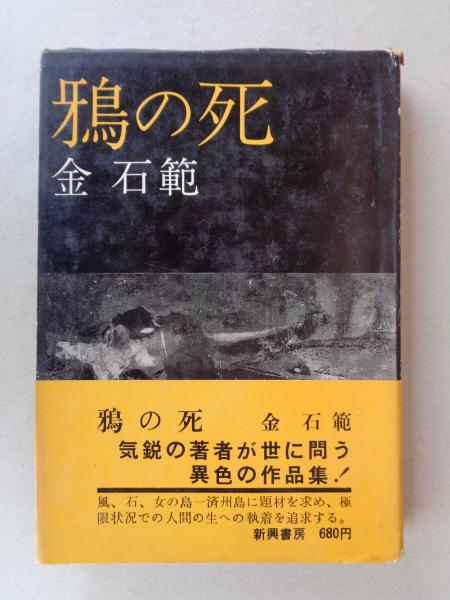 鴉の死
金 石範
鴉の死 金石範
気鋭の著者が世に問う
異色の作品集!
風、石、女の島―済州島に題材を求め、極
限状況での人間の生への執着を追求する。
新興書房 680円